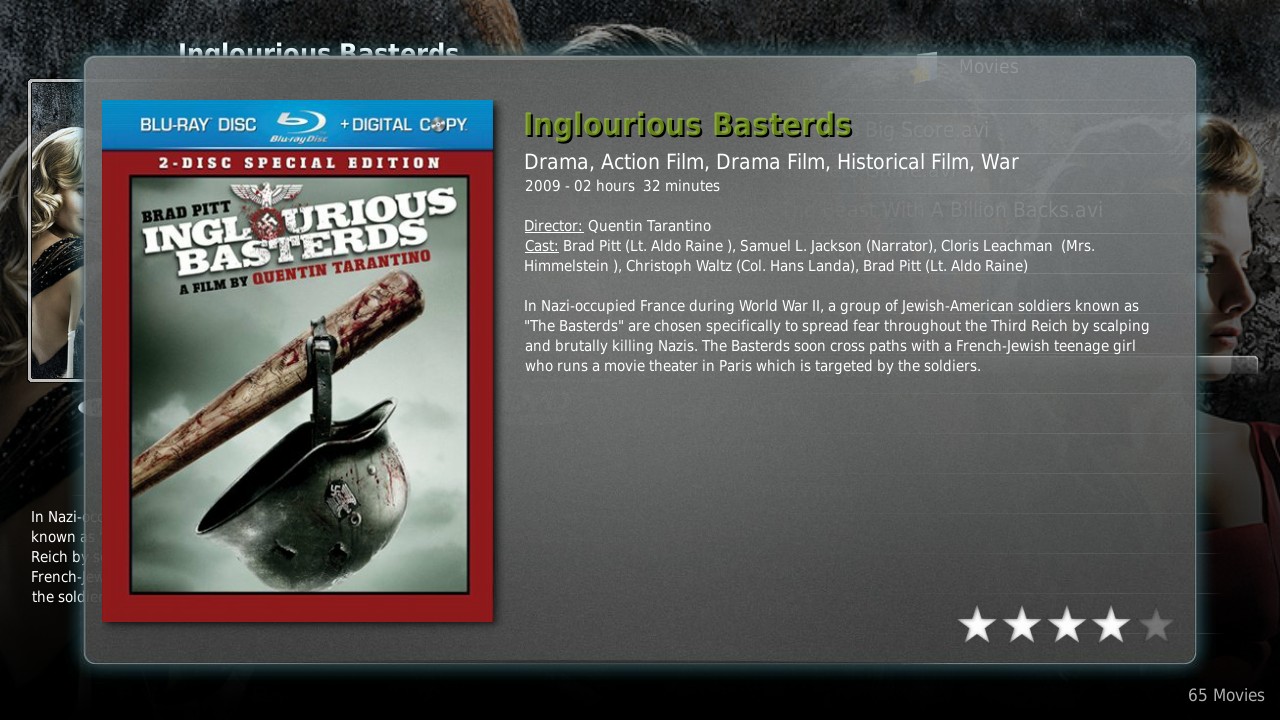 Inglourious Basterds
Movies
BLU-RAY DISC Blu-ray Disc + DIGITAL COPY
2-DISC SPECIAL EDITION
BRAD PITT
INGLOURIOUS
BASTERDS
A FILM BY QUENTIN TARANTINO
Inglourious Basterds
Big Score.avi
Drama, Action Film, Drama Film, Historical Film, War
2009 - 02 hours 32 minutes
With A Billion Backs.avi
Director: Quentin Tarantino
Cast: Brad Pitt (Lt. Aldo Raine ), Samuel L. Jackson (Narrator), Cloris Leachman (Mrs.
Himmelstein ), Christoph Waltz (Col. Hans Landa), Brad Pitt (Lt. Aldo Raine)
In Nazi-occupied France during World War II, a group of Jewish-American soldiers known as
"The Basterds" are chosen specifically to spread fear throughout the Third Reich by scalping
and brutally killing Nazis. The Basterds soon cross paths with a French-Jewish teenage girl
who runs a movie theater in Paris which is targeted by the soldiers.
In Nazi-occ
known as
Reich by s
French-Jew
the soldie
65 Movies